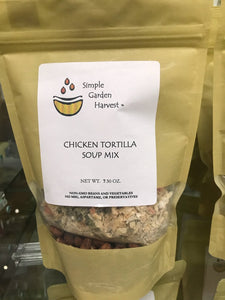 Simple
Garden
Harvest
CHICKEN TORTILLA
SOUP MIX
NET WT. 7.30 OZ.
NON-GMO BEANS AND VEGETABLES
NO MSG, ASPARTAME, OR PRESERVATIVES